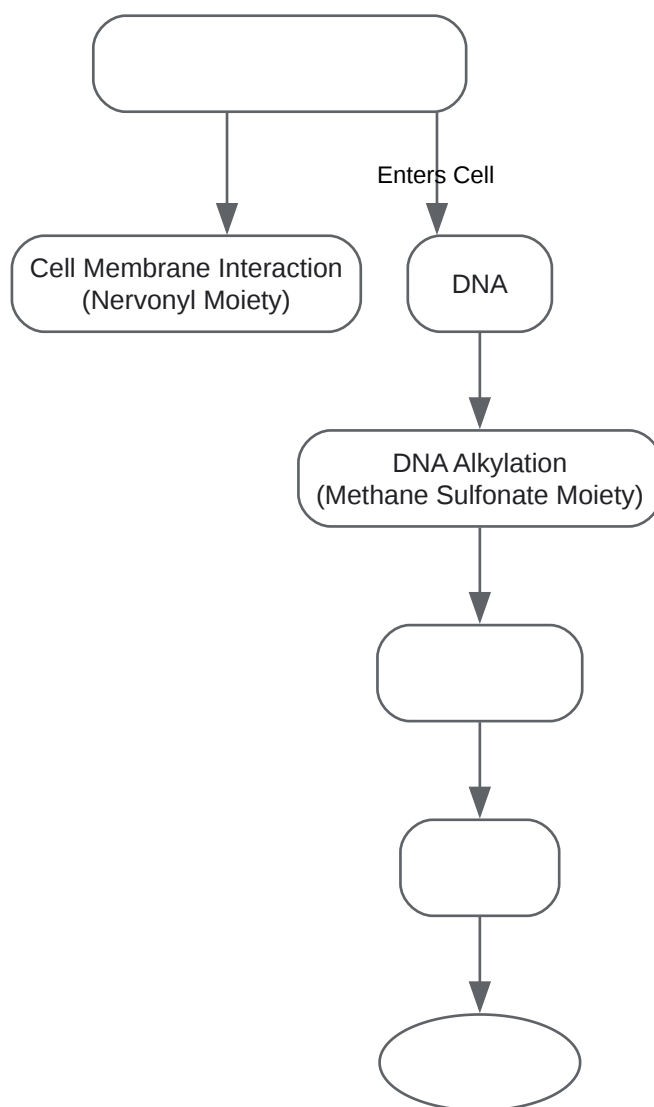 Enters Cell
Cell Membrane Interaction
(Nervonyl Moiety)
DNA
DNA Alkylation
(Methane Sulfonate Moiety)